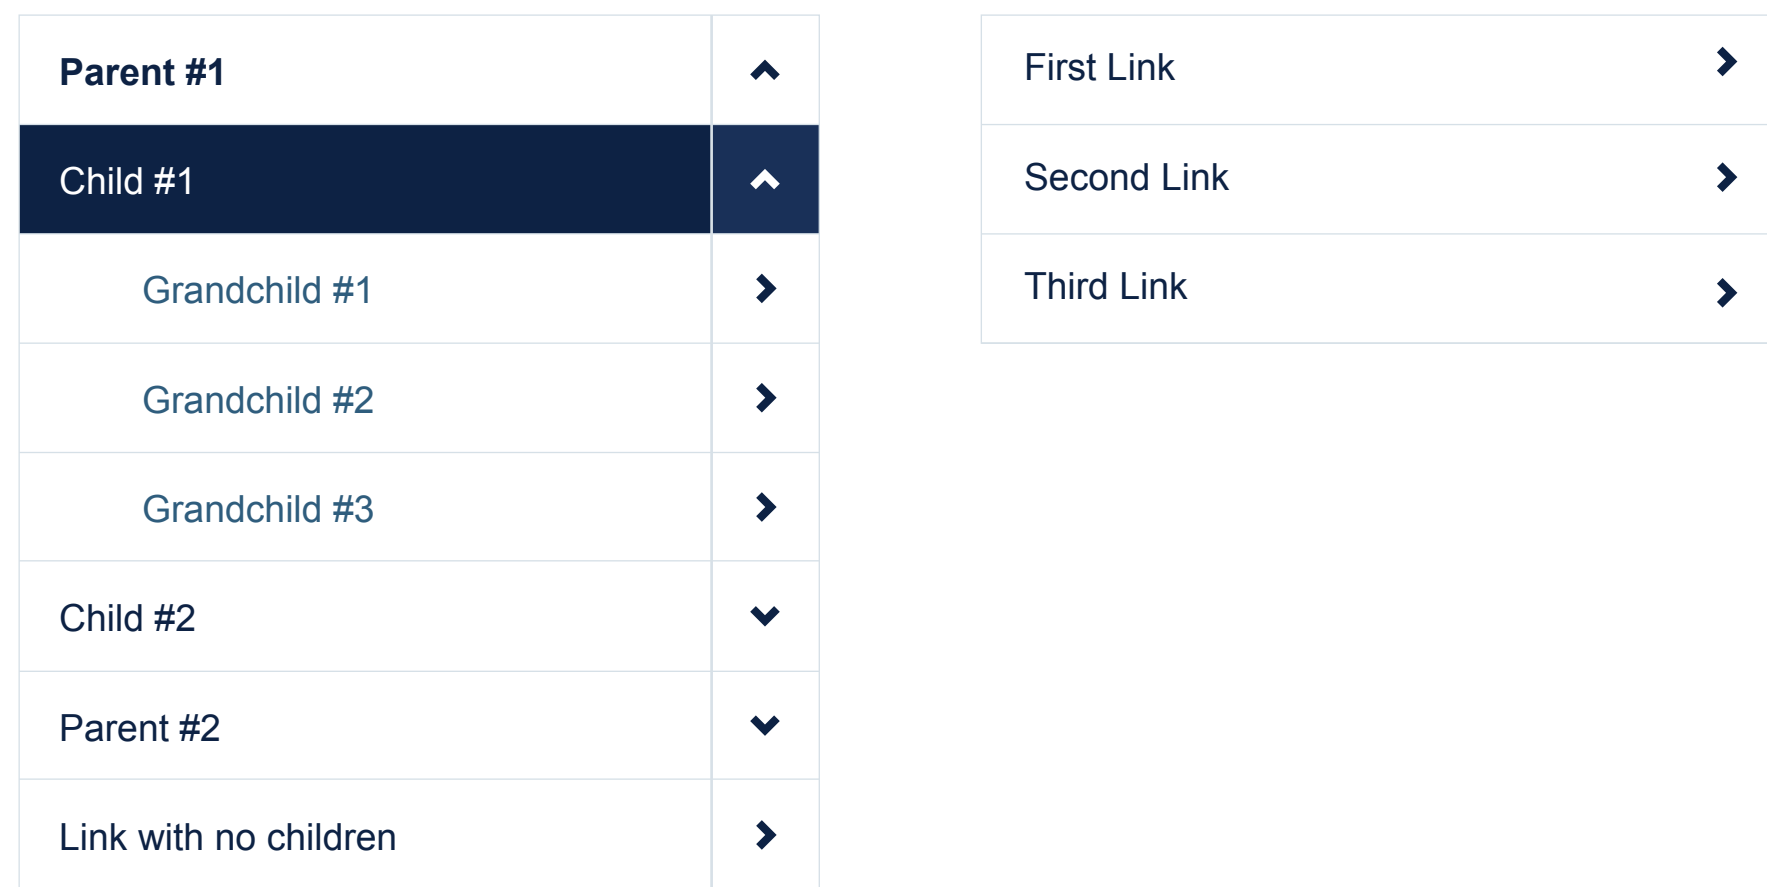 Parent #1
Child #1
Grandchild #1
Grandchild #2
Grandchild #3
Child #2
Parent #2
Link with no children
First Link
Second Link
Third Link